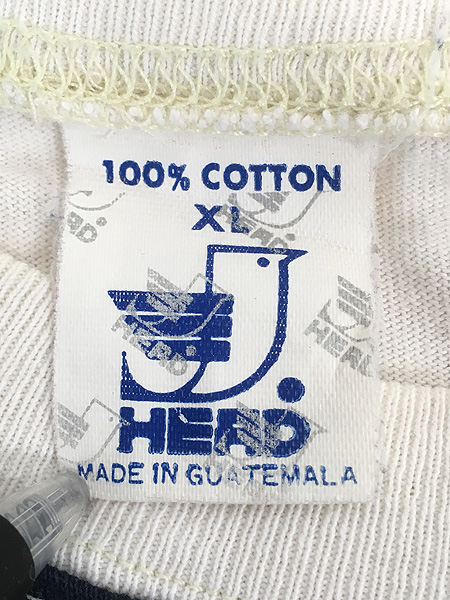 100% COTTON
XL
HEAD
MADE IN GUATEMALA